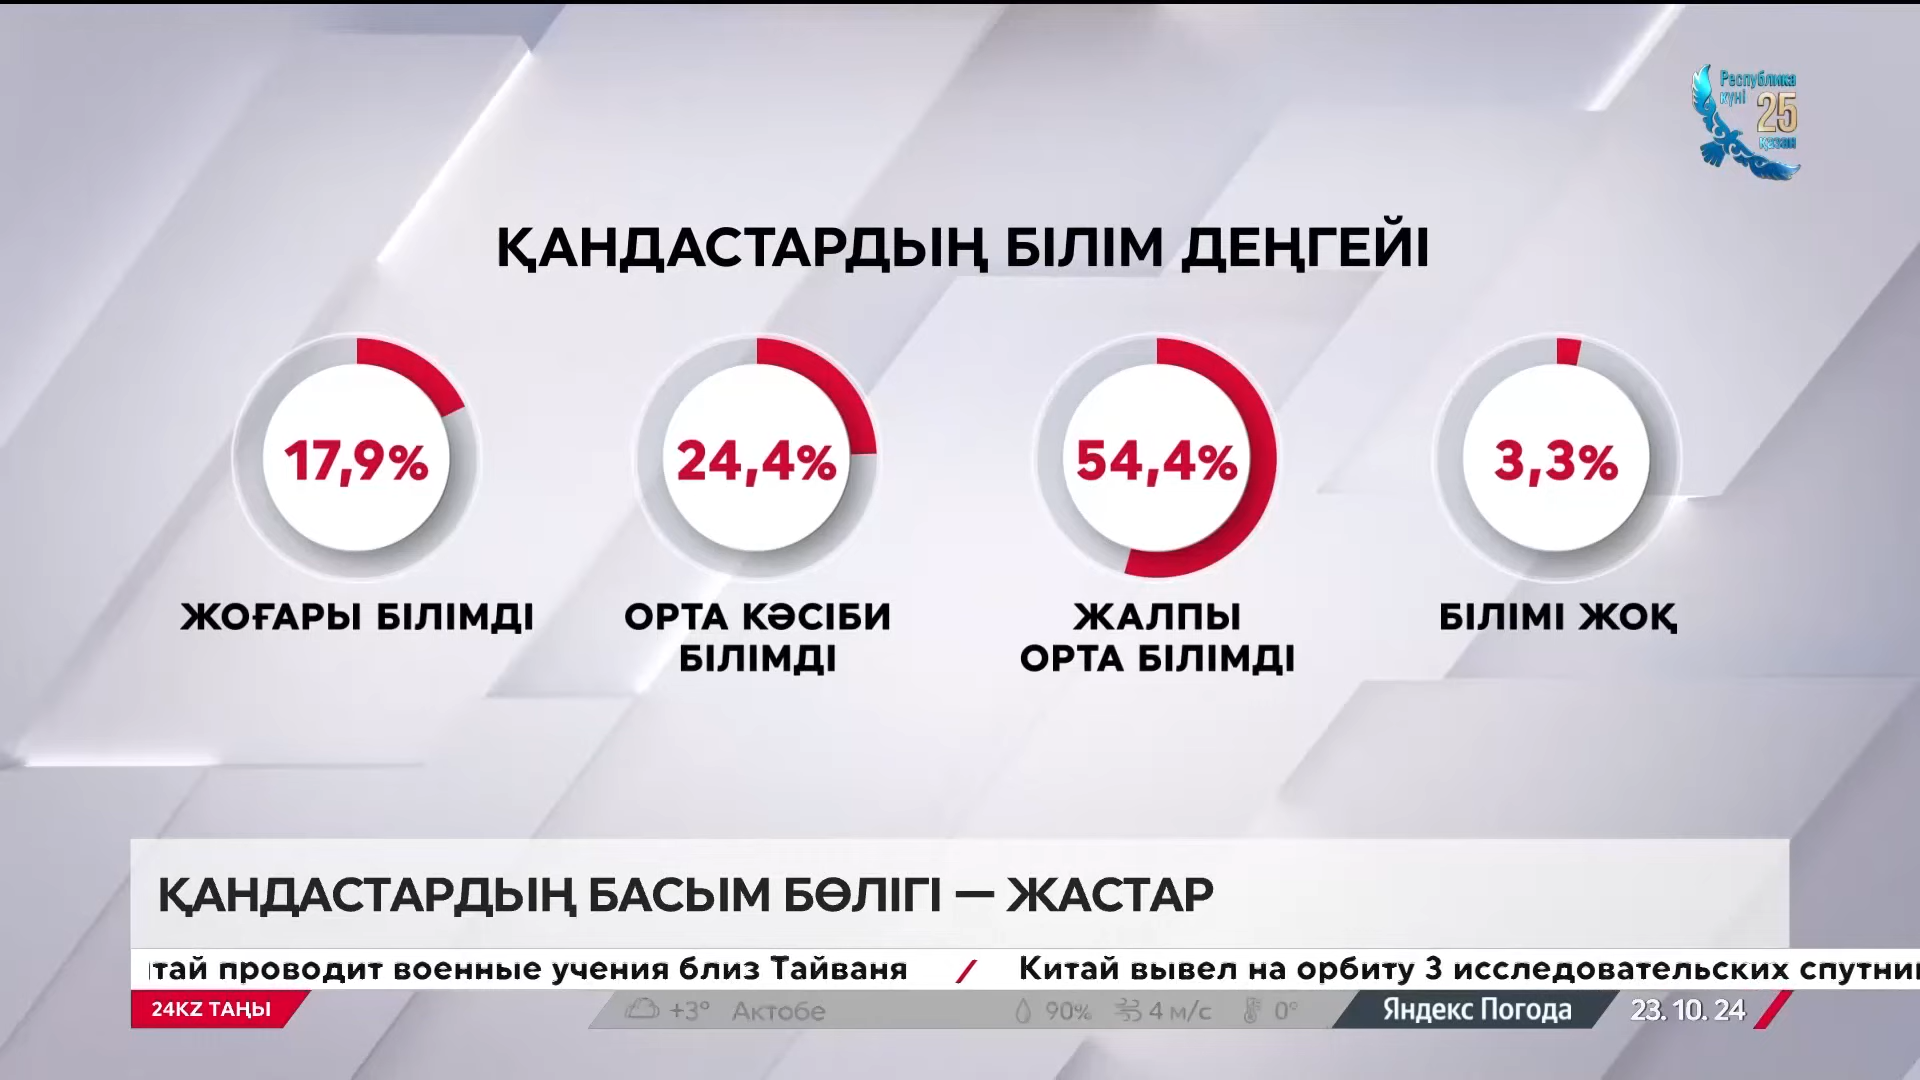 Республика
күні 25
қазан
ҚАНДАСТАРДЫҢ БІЛІМ ДЕҢГЕЙІ
17,9%
24,4%
54,4%
3,3%
ЖОҒАРЫ БІЛІМДІ
ОРТА КӘСІБИ
БІЛІМДІ
ЖАЛПЫ
ОРТА БІЛІМДІ
БІЛІМІ ЖОҚ
ҚАНДАСТАРДЫҢ БАСЫМ БӨЛІГІ — ЖАСТАР
тай проводит военные учения близ Тайваня / Китай вывел на орбиту 3 исследовательских спутни
24KZ ТАҢЫ
+3° Актобе
90% 4 м/с 0°
Яндекс Погода
23.10.24